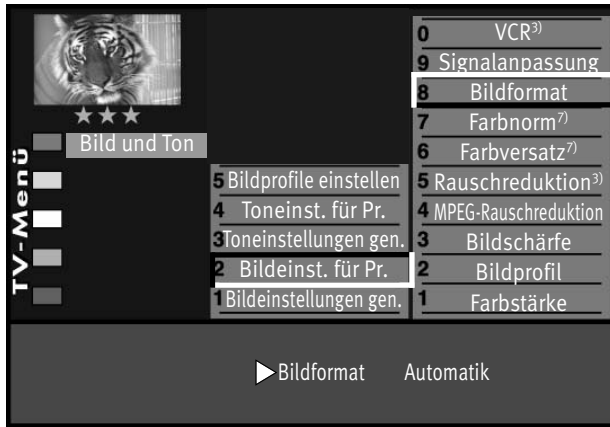 TV-Menü
Bild und Ton
5 Bildprofile einstellen
4 Toneinst. für Pr.
3 Toneinstellungen gen.
2 Bildeinst. für Pr.
1 Bildeinstellungen gen.
0 VCR3)
9 Signalanpassung
8 Bildformat
7 Farbnorm7)
6 Farbversatz7)
5 Rauschreduktion3)
4 MPEG-Rauschreduktion
3 Bildschärfe
2 Bildprofil
1 Farbstärke
Bildformat Automatik